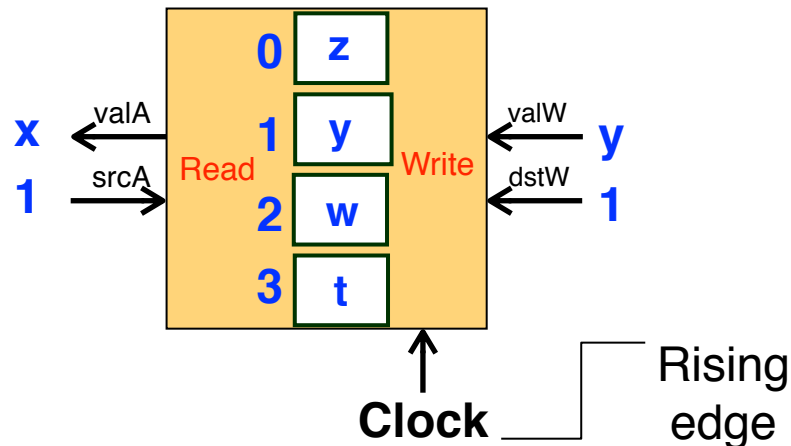 0 z
valA valW
x 1 y y
Read Write
srcA dstW
1 2 w 1
3 t
Rising
Clock edge